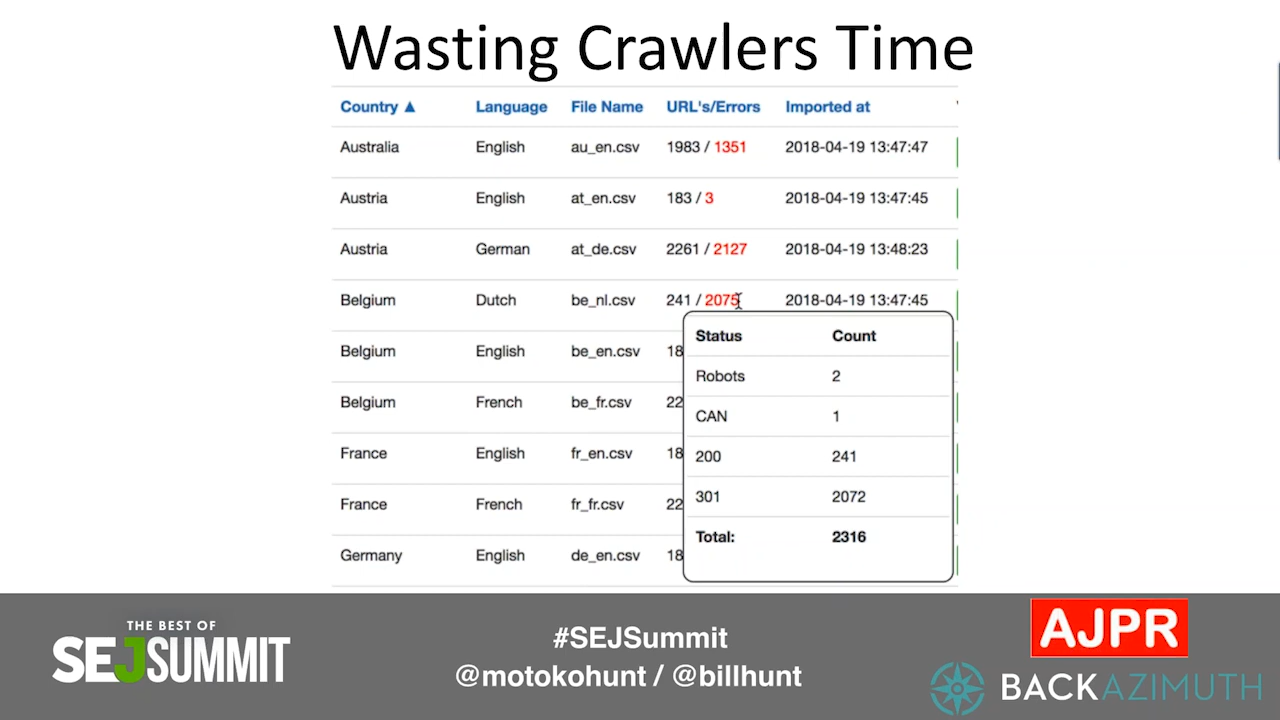 Wasting Crawlers Time
Country ▲ Language File Name URL's/Errors Imported at
Australia English au_en.csv 1983 / 1351 2018-04-19 13:47:47
Austria English at_en.csv 183 / 3 2018-04-19 13:47:45
Austria German at_de.csv 2261 / 2127 2018-04-19 13:48:23
Belgium Dutch be_nl.csv 241 / 2075 2018-04-19 13:47:45
Belgium English be_en.csv 18
Belgium French be_fr.csv 22
France English fr_en.csv 18
France French fr_fr.csv 22
Germany English de_en.csv 18
Status Count
Robots 2
CAN 1
200 241
301 2072
Total: 2316
THE BEST OF
SEJSUMMIT
#SEJSummit
@motokohunt / @billhunt
AJPR
BACKAZIMUTH